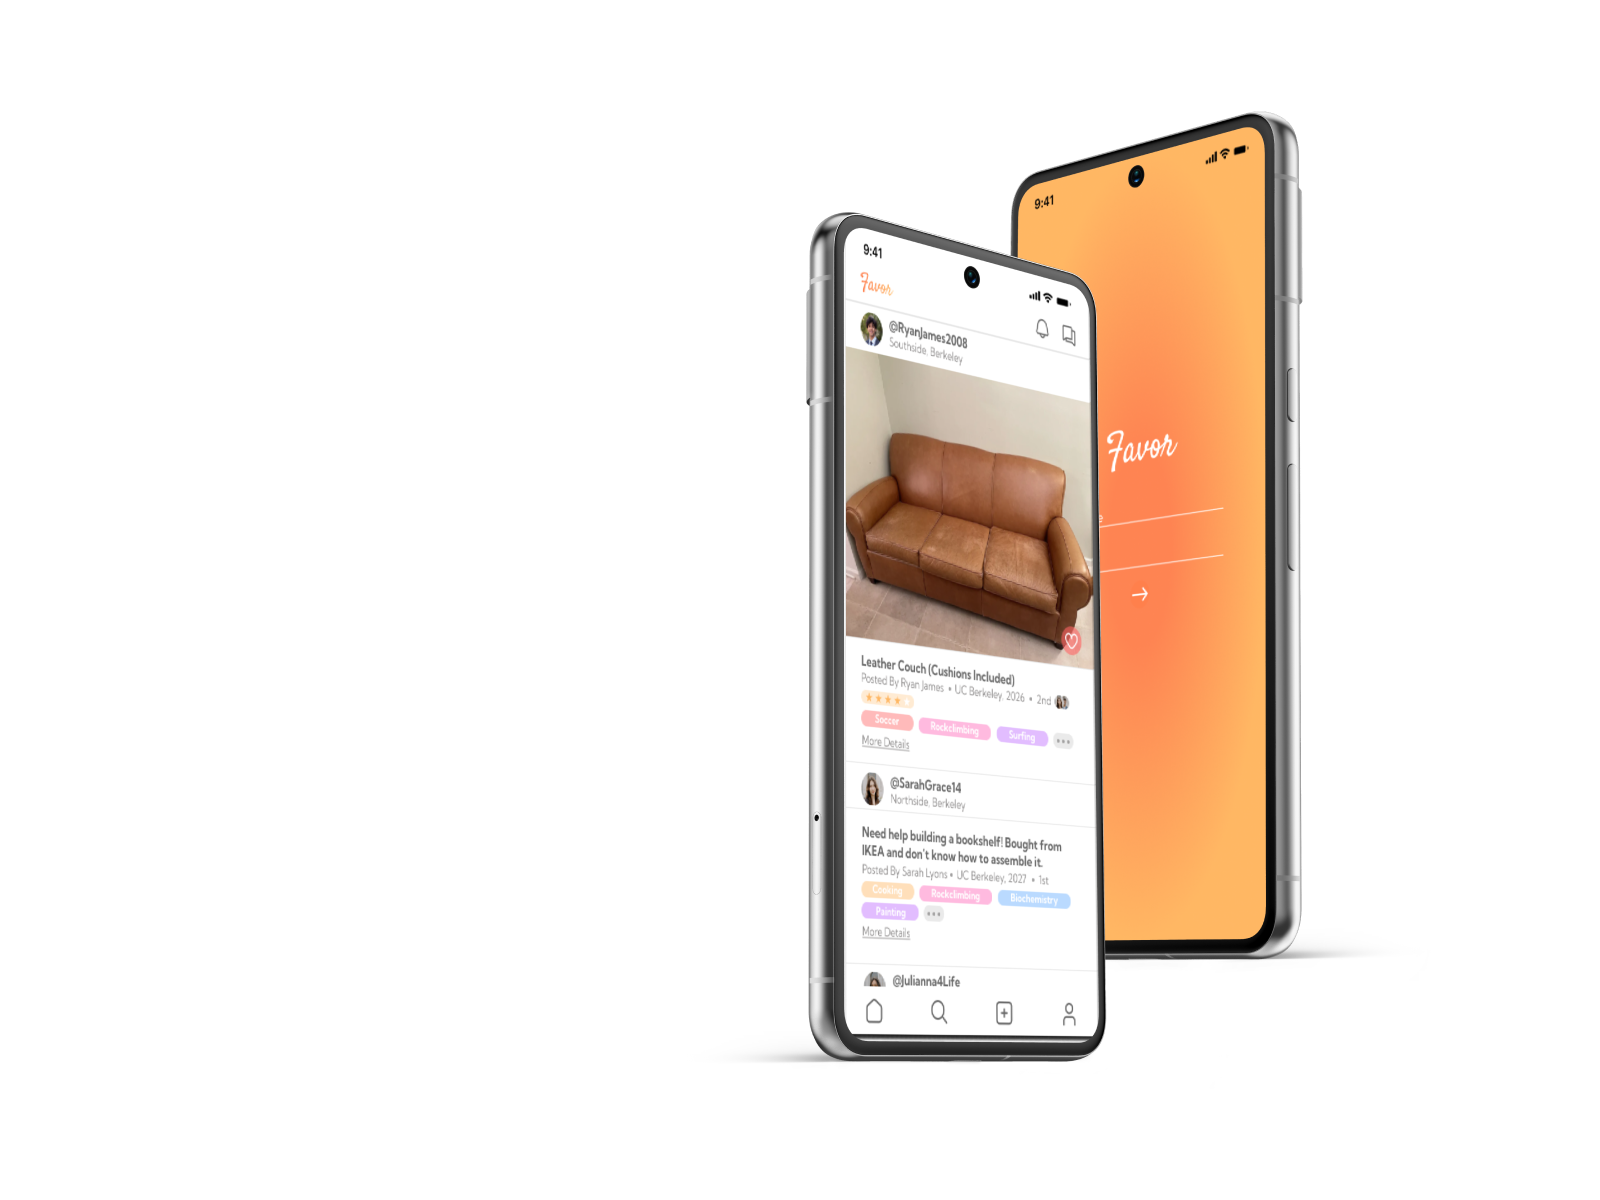 9:41
Favor
@RyanJames2008
Southside, Berkeley
Leather Couch (Cushions Included)
Posted By Ryan James • UC Berkeley, 2026 • 2nd
Soccer Rockclimbing Surfing
More Details
@SarahGrace14
Northside, Berkeley
Need help building a bookshelf! Bought from
IKEA and don't know how to assemble it.
Posted By Sarah Lyons • UC Berkeley, 2027 • 1st
Cooking Rockclimbing Biochemistry
Painting
More Details
@Julianna4Life
9:41
Favor